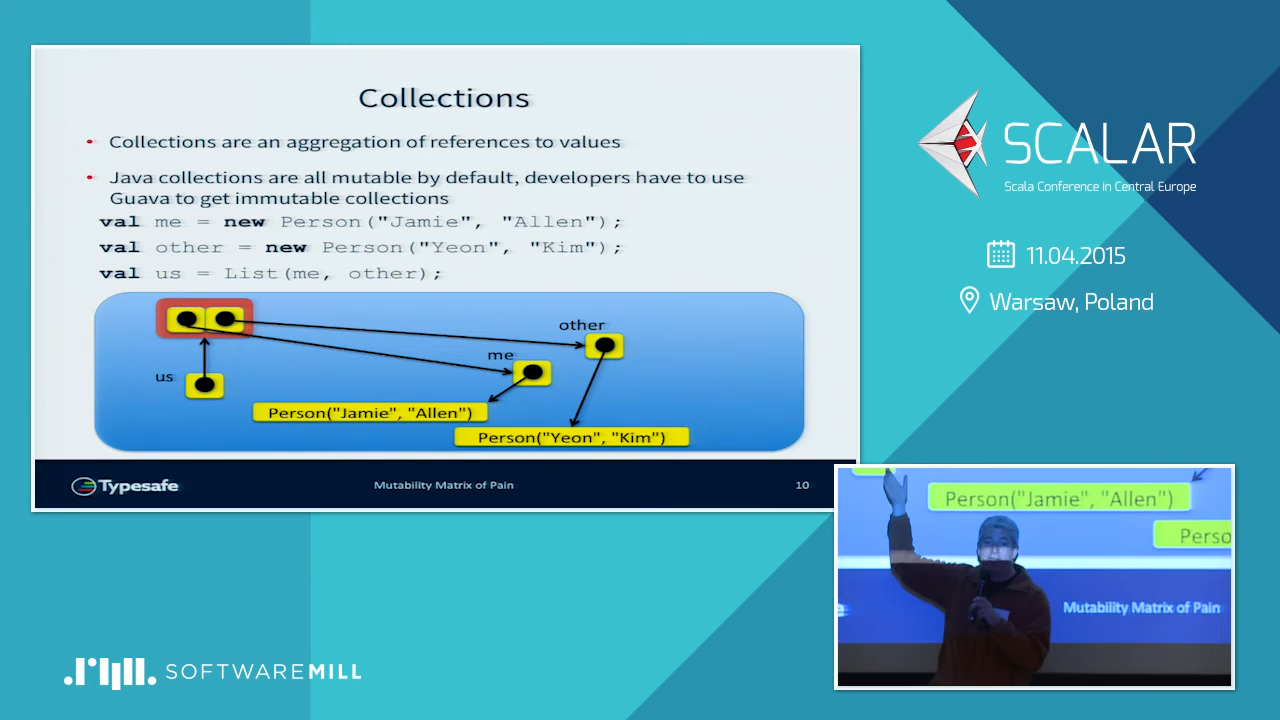 Collections
• Collections are an aggregation of references to values
• Java collections are all mutable by default, developers have to use
Guava to get immutable collections
val me = new Person("Jamie", "Allen");
val other = new Person("Yeon", "Kim");
val us = List(me, other);
other
me
us
Person("Jamie", "Allen")
Person("Yeon", "Kim")
Typesafe
Mutability Matrix of Pain
10
SCALAR
Scala Conference in Central Europe
11.04.2015
Warsaw, Poland
Person("Jamie", "Allen")
Perso
Mutability Matrix of Pain
SOFTWAREMILL